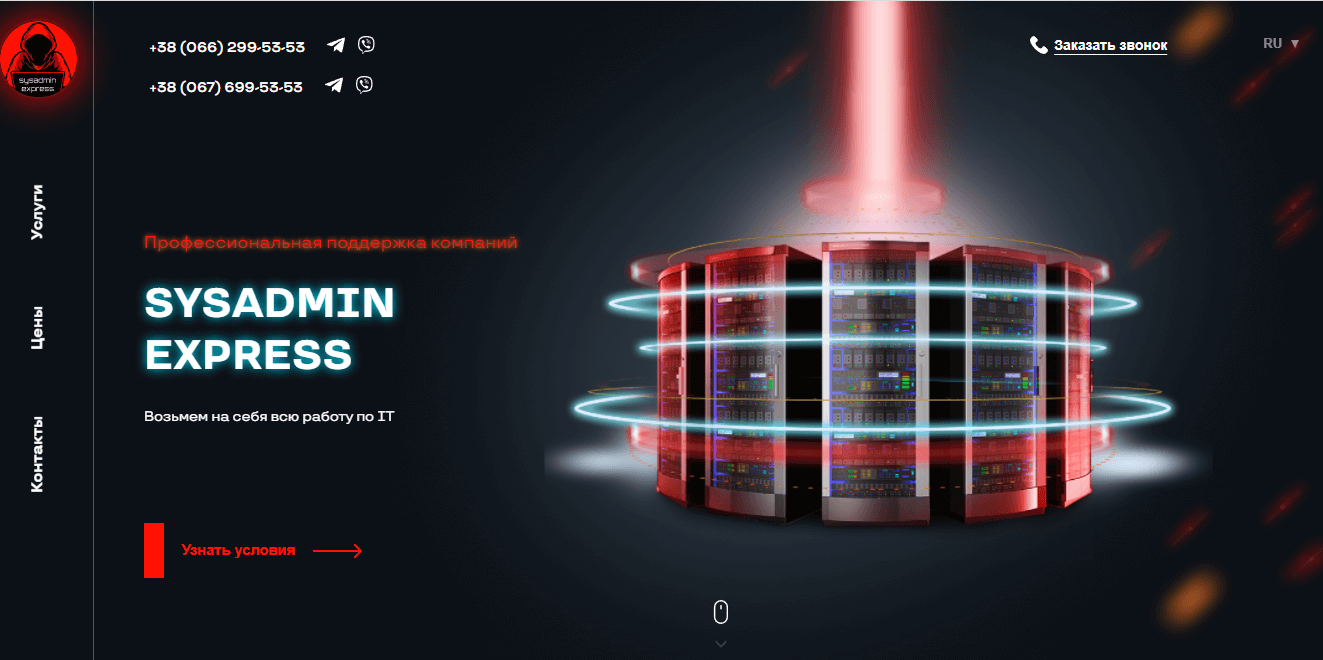 sysadmin
express
+38 (066) 299-53-53
+38 (067) 699-53-53
Заказать звонок
RU ▼
Услуги
Цены
Контакты
Профессиональная поддержка компаний
SYSADMIN
EXPRESS
Возьмем на себя всю работу по IT
Узнать условия